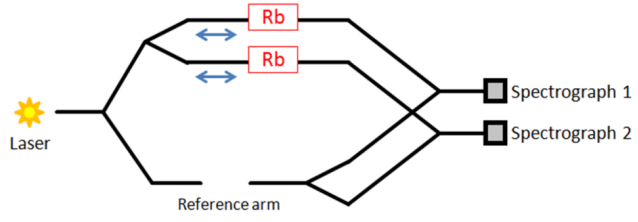 Rb
Rb
Laser
Spectrograph 1
Spectrograph 2
Reference arm